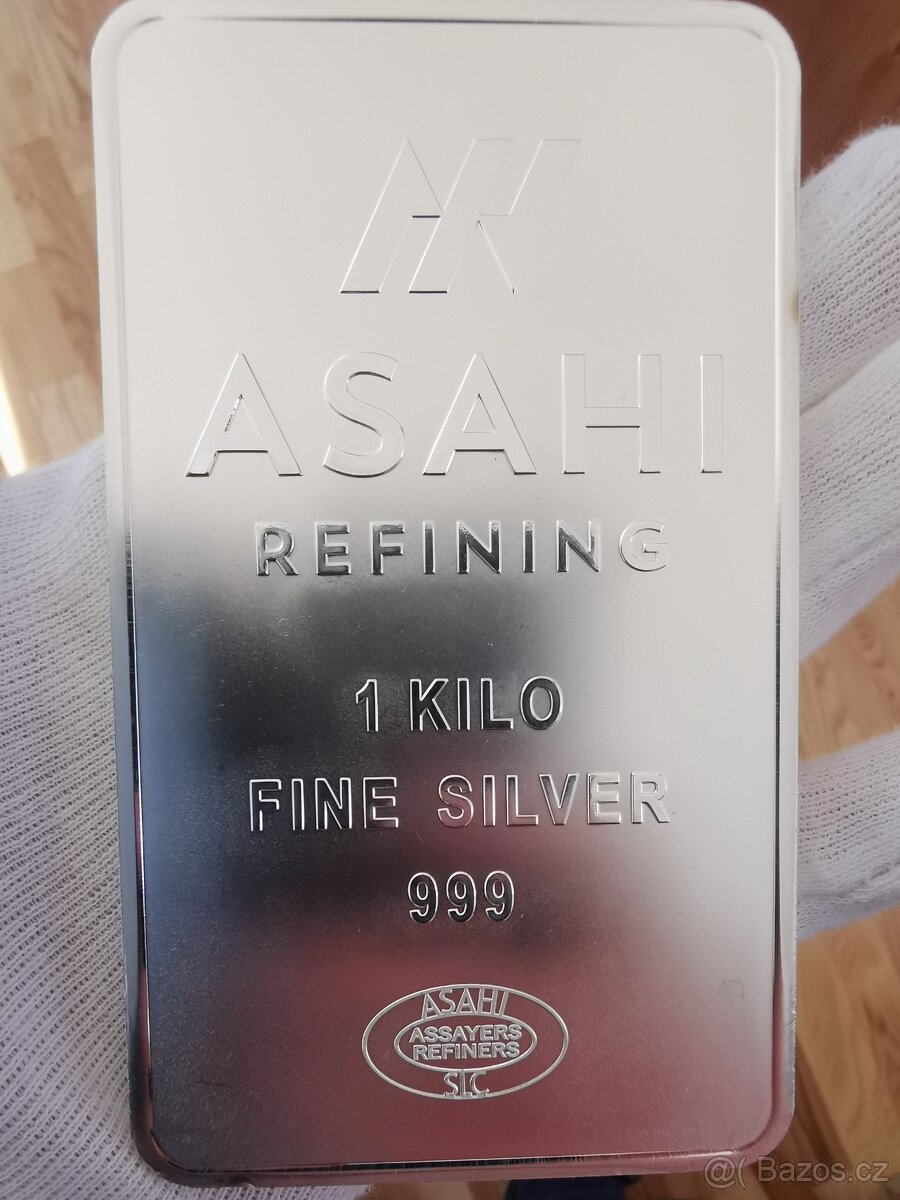 ASAHI
REFINING
1 KILO
FINE SILVER
999
ASAHI
ASSAYERS
REFINERS
SLC
@( Bazos.cz